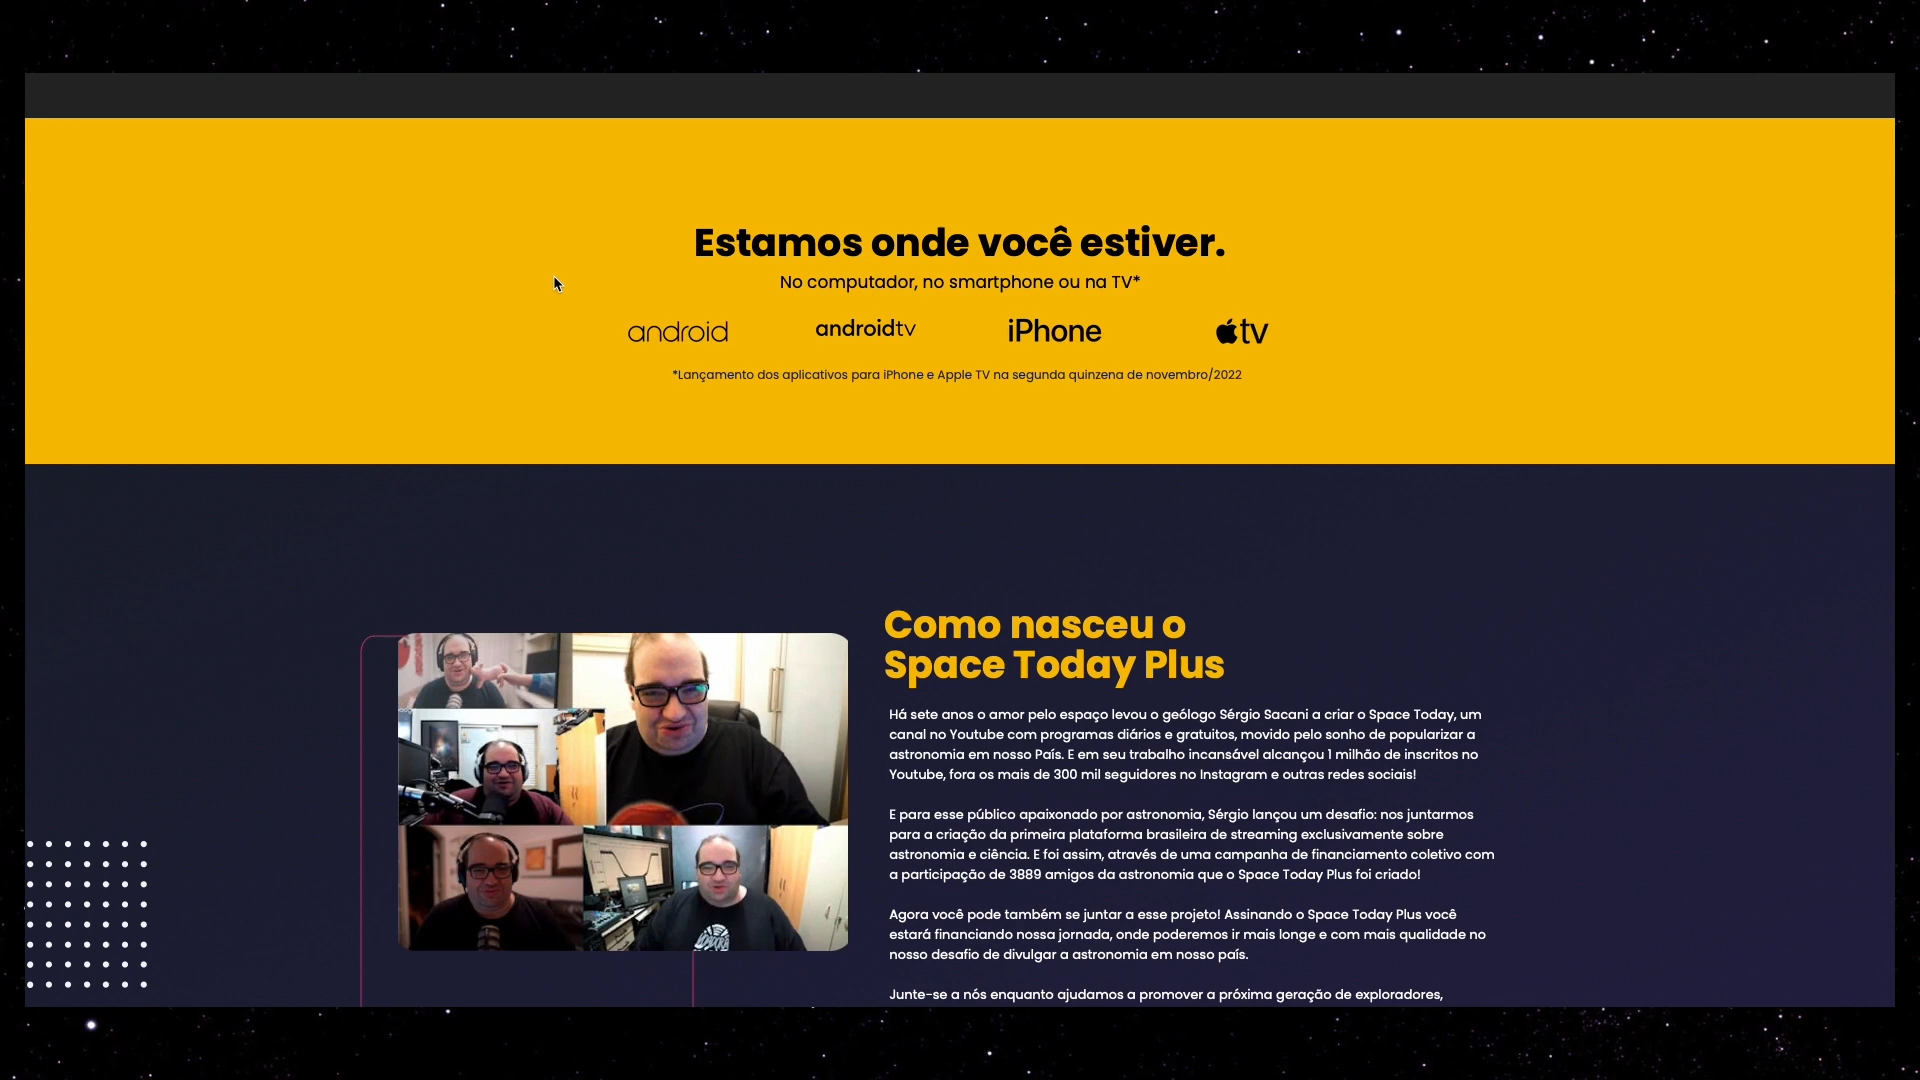 Estamos onde você estiver.
No computador, no smartphone ou na TV*
android androidtv iPhone tv
*Lançamento dos aplicativos para iPhone e Apple TV na segunda quinzena de novembro/2022
Como nasceu o
Space Today Plus
Há sete anos o amor pelo espaço levou o geólogo Sérgio Sacani a criar o Space Today, um
canal no Youtube com programas diários e gratuitos, movido pelo sonho de popularizar a
astronomia em nosso País. E em seu trabalho incansável alcançou 1 milhão de inscritos no
Youtube, fora os mais de 300 mil seguidores no Instagram e outras redes sociais!
E para esse público apaixonado por astronomia, Sérgio lançou um desafio: nos juntarmos
para a criação da primeira plataforma brasileira de streaming exclusivamente sobre
astronomia e ciência. E foi assim, através de uma campanha de financiamento coletivo com
a participação de 3889 amigos da astronomia que o Space Today Plus foi criado!
Agora você pode também se juntar a esse projeto! Assinando o Space Today Plus você
estará financiando nossa jornada, onde poderemos ir mais longe e com mais qualidade no
nosso desafio de divulgar a astronomia em nosso país.
Junte-se a nós enquanto ajudamos a promover a próxima geração de exploradores,